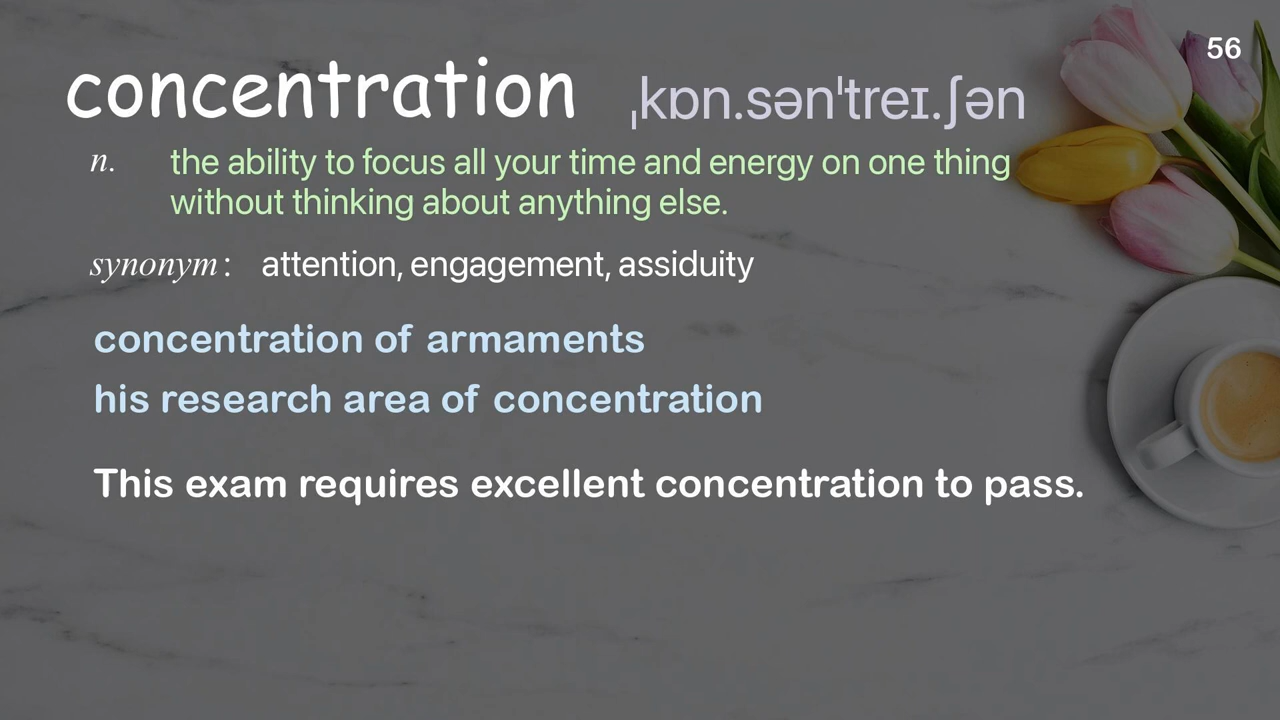 56
concentration ˌkɒn.sənˈtreɪ.ʃən
n. the ability to focus all your time and energy on one thing
without thinking about anything else.
synonym: attention, engagement, assiduity
concentration of armaments
his research area of concentration
This exam requires excellent concentration to pass.